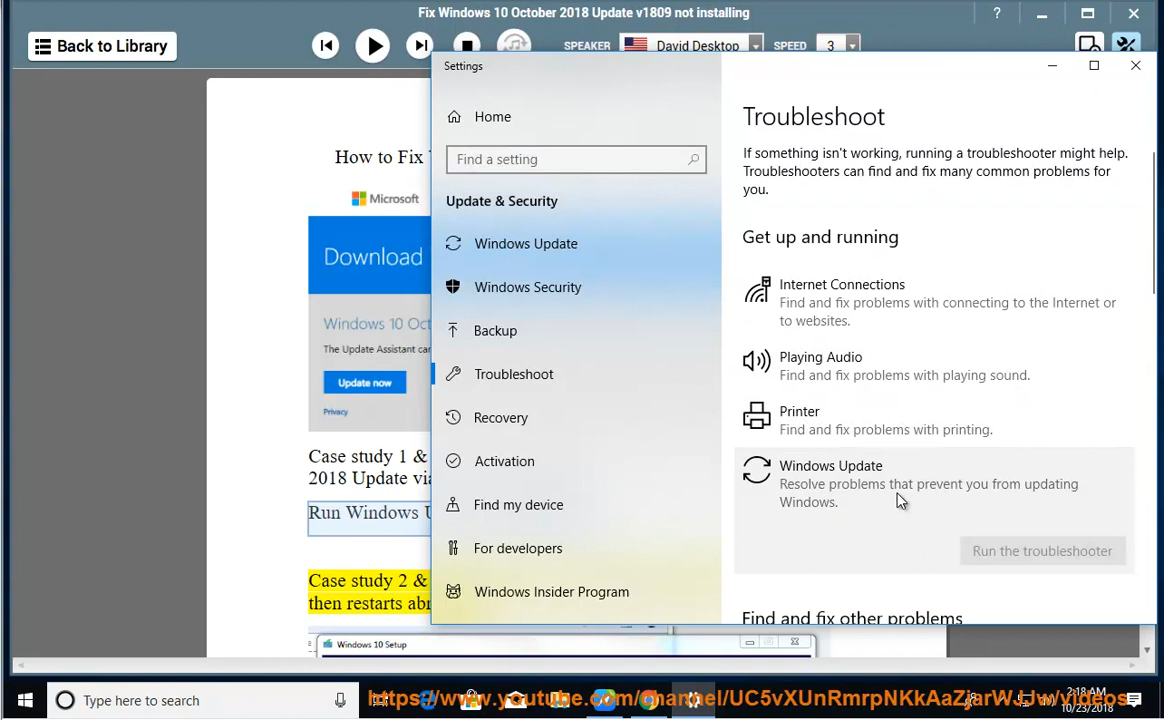 Fix Windows 10 October 2018 Update v1809 not installing
?
Back to Library
SPEAKER
David Desktop
SPEED
3
How to Fix
Microsoft
Download
Windows 10 Oct
The Update Assistant can
Update now
Privacy
Case study 1 &
2018 Update via
Run Windows U
Case study 2 &
then restarts abr
Windows 10 Setup
Settings
Home
Find a setting
Update & Security
Windows Update
Windows Security
Backup
Troubleshoot
Recovery
Activation
Find my device
For developers
Windows Insider Program
Troubleshoot
If something isn't working, running a troubleshooter might help.
Troubleshooters can find and fix many common problems for
you.
Get up and running
Internet Connections
Find and fix problems with connecting to the Internet or
to websites.
Playing Audio
Find and fix problems with playing sound.
Printer
Find and fix problems with printing.
Windows Update
Resolve problems that prevent you from updating
Windows.
Run the troubleshooter
Find and fix other problems
Type here to search
2:18 AM
10/23/2018